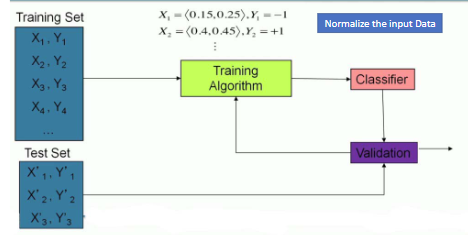 Training Set
X₁, Y₁
X₂, Y₂
X₃, Y₃
X₄, Y₄
...
X₁ = ⟨0.15,0.25⟩, Y₁ = −1
X₂ = ⟨0.4,0.45⟩, Y₂ = +1
⋮
Normalize the input Data
Training
Algorithm
Classifier
Validation
Test Set
X'₁, Y'₁
X'₂, Y'₂
X'₃, Y'₃